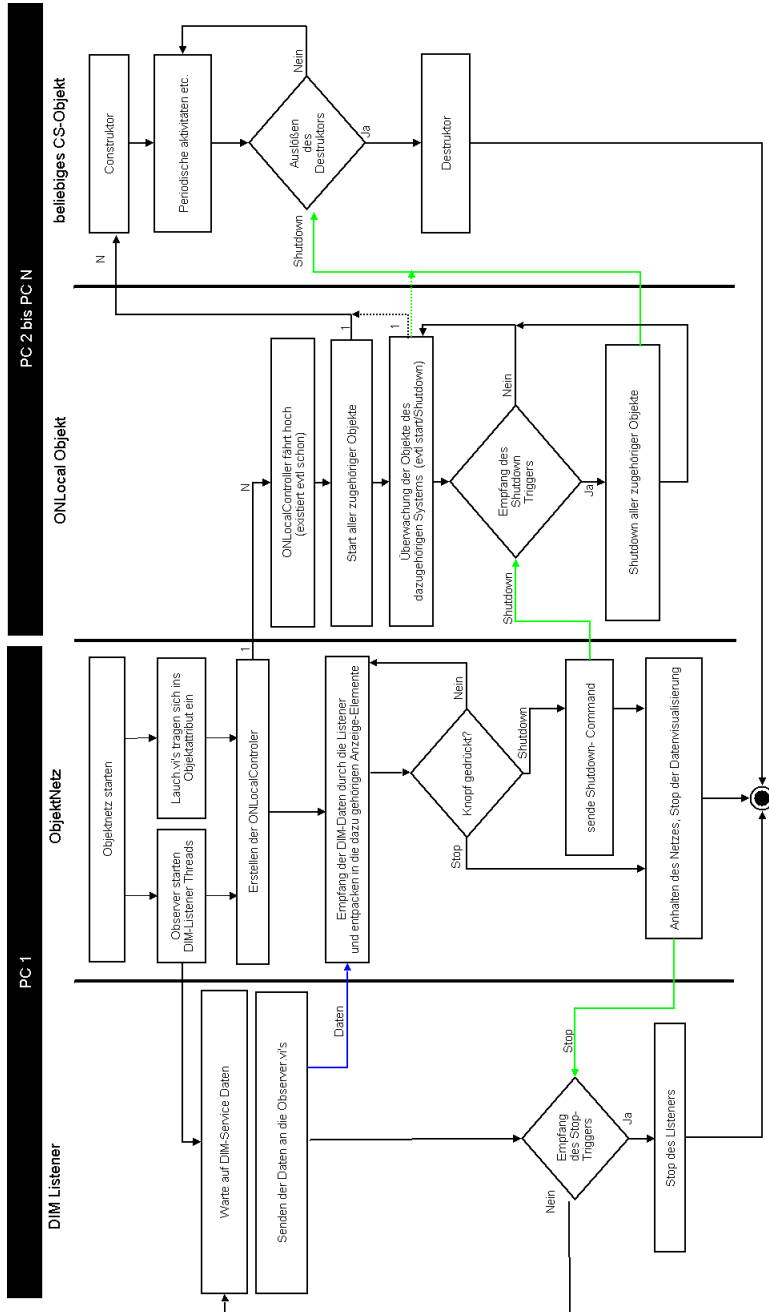 PC 1
PC 2 bis PC N
DIM Listener
ObjektNetz
ONLocal Objekt
beliebiges CS-Objekt
Objektnetz starten
Observer starten
DIM-Listener Threads
Lauch.vi's tragen sich ins
Objektattribut ein
Erstellen der ONLocalControler
1
N
Warte auf DIM-Service Daten
Senden der Daten an die Observer.vi's
Daten
Empfang der DIM-Daten durch die Listener
und entpacken in die dazu gehörigen Anzeige-Elemente
Knopf gedrückt?
Nein
Stop
Shutdown
sende Shutdown- Command
Anhalten des Netzes, Stop der Datenvisualisierung
Stop
Empfang
des Stop-
Triggers
Nein
Ja
Stop des Listeners
ONLocalController fährt hoch
(existiert evtl schon)
Start aller zugehöriger Objekte
1
Überwachung der Objekte des
dazugehörigen Systems  (evtl start/Shutdown)
1
Shutdown
Empfang des
Shutdown
Triggers
Nein
Ja
Shutdown aller zugehöriger Objekte
N
Construktor
Periodische aktivitäten etc.
Shutdown
Auslößen
des
Destruktors
Nein
Ja
Destruktor